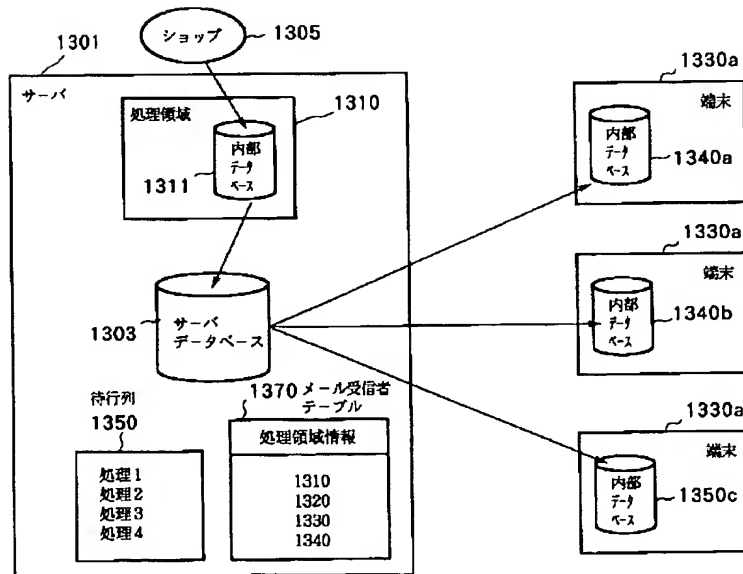 ショップ
1305
1301
サーバ
処理領域
1310
内部
データ
ベース
1311
1303
サーバ
データベース
待行列
1350
処理1
処理2
処理3
処理4
1370 メール受信者
テーブル
処理領域情報
1310
1320
1330
1340
1330a
端末
内部
データ
ベース
1340a
1330a
端末
内部
データ
ベース
1340b
1330a
端末
内部
データ
ベース
1350c